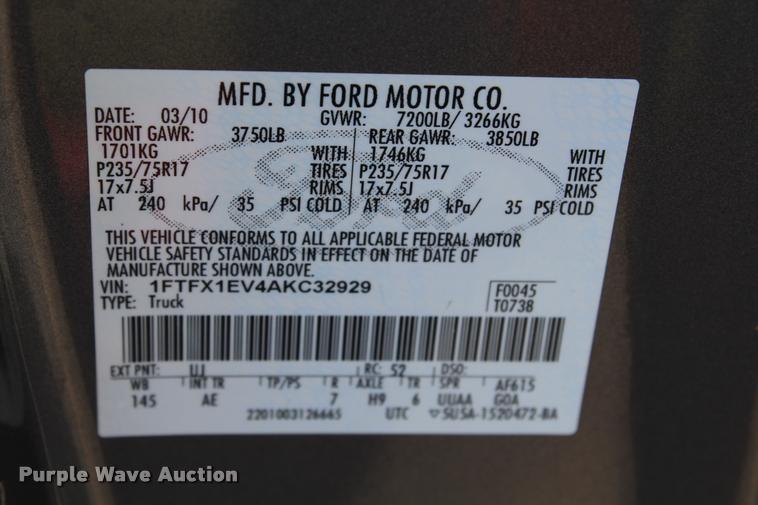 MFD. BY FORD MOTOR CO.
DATE: 03/10 GVWR: 7200LB/ 3266KG
FRONT GAWR: 3750LB REAR GAWR: 3850LB
1701KG WITH 1746KG WITH
P235/75R17 TIRES P235/75R17 TIRES
17x7.5J RIMS 17x7.5J RIMS
AT 240 kPa/ 35 PSI COLD AT 240 kPa/ 35 PSI COLD
Ford
THIS VEHICLE CONFORMS TO ALL APPLICABLE FEDERAL MOTOR
VEHICLE SAFETY STANDARDS IN EFFECT ON THE DATE OF
MANUFACTURE SHOWN ABOVE.
VIN: 1FTFX1EV4AKC32929 F0045
TYPE: Truck T0738
EXT PNT: UJ RC: 52 DSO:
WB INT TR TP/PS R AXLE TR SPR AF615
145 AE 7 H9 6 UUAA GOA
2201003126665 UTC SU5A-1520472-BA
Purple Wave Auction